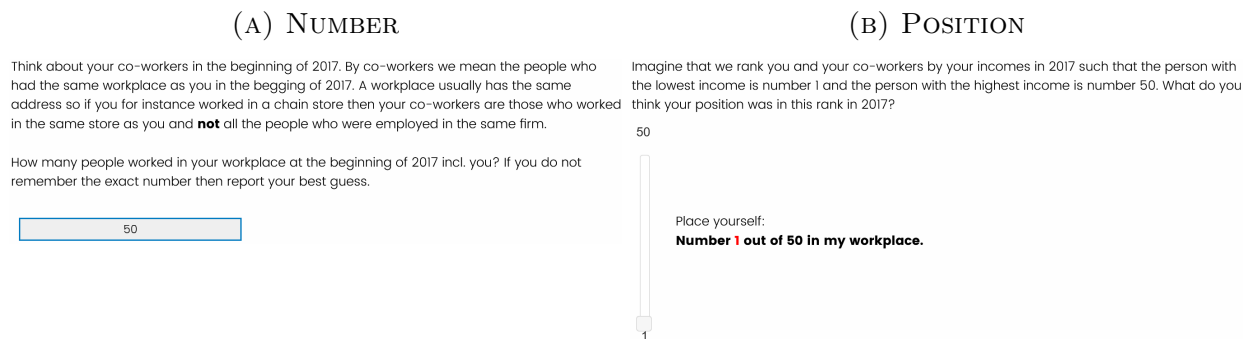 (A) NUMBER
Think about your co-workers in the beginning of 2017. By co-workers we mean the people who
had the same workplace as you in the begging of 2017. A workplace usually has the same
address so if you for instance worked in a chain store then your co-workers are those who worked
in the same store as you and not all the people who were employed in the same firm.
How many people worked in your workplace at the beginning of 2017 incl. you? If you do not
remember the exact number then report your best guess.
50
(B) POSITION
Imagine that we rank you and your co-workers by your incomes in 2017 such that the person with
the lowest income is number 1 and the person with the highest income is number 50. What do you
think your position was in this rank in 2017?
50
Place yourself:
Number 1 out of 50 in my workplace.
1